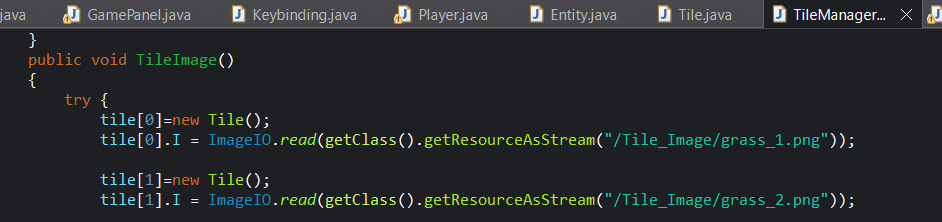 java GamePanel.java Keybinding.java Player.java Entity.java Tile.java TileManager...
}
public void TileImage()
{
try {
tile[0]=new Tile();
tile[0].I = ImageIO.read(getClass().getResourceAsStream("/Tile_Image/grass_1.png"));
tile[1]=new Tile();
tile[1].I = ImageIO.read(getClass().getResourceAsStream("/Tile_Image/grass_2.png"));